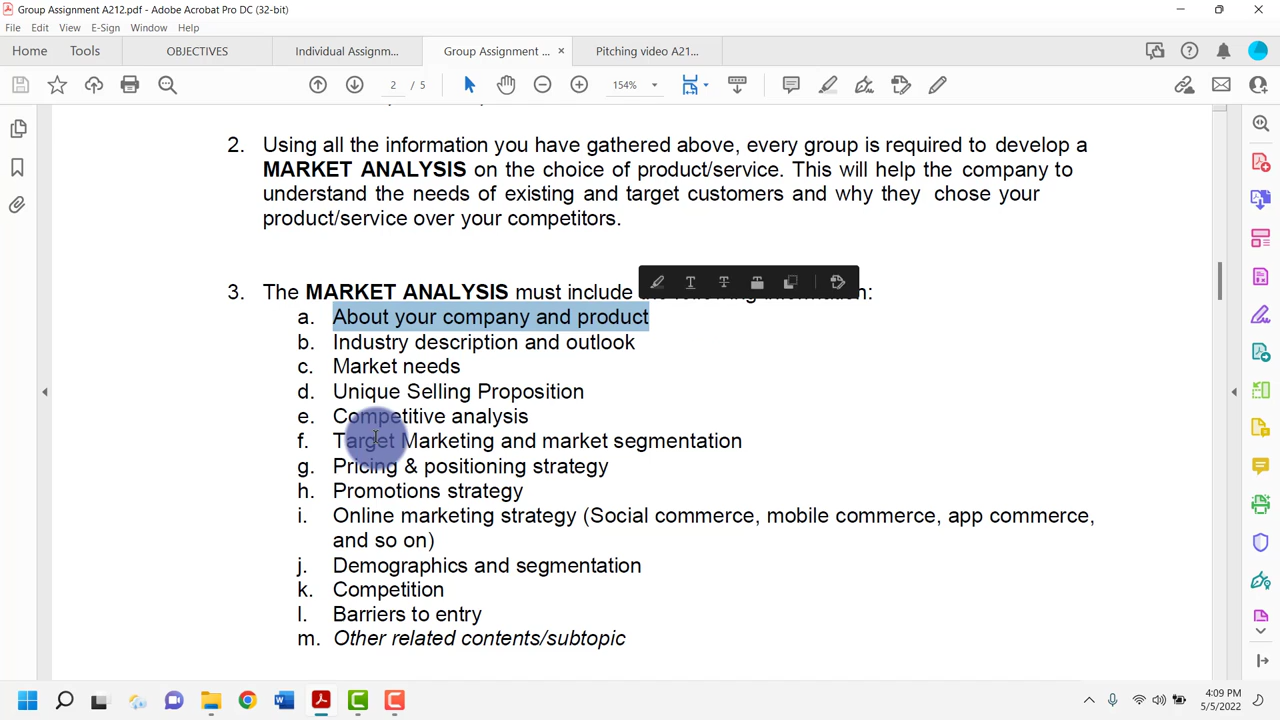 Group Assignment A212.pdf - Adobe Acrobat Pro DC (32-bit)
File Edit View E-Sign Window Help
Home Tools OBJECTIVES Individual Assignm... Group Assignment ... × Pitching video A21...
2 / 5 154%
2. Using all the information you have gathered above, every group is required to develop a
MARKET ANALYSIS on the choice of product/service. This will help the company to
understand the needs of existing and target customers and why they chose your
product/service over your competitors.
3. The MARKET ANALYSIS must include
a. About your company and product
b. Industry description and outlook
c. Market needs
d. Unique Selling Proposition
e. Competitive analysis
f. Target Marketing and market segmentation
g. Pricing & positioning strategy
h. Promotions strategy
i. Online marketing strategy (Social commerce, mobile commerce, app commerce,
and so on)
j. Demographics and segmentation
k. Competition
l. Barriers to entry
m. Other related contents/subtopic
4:09 PM
5/5/2022